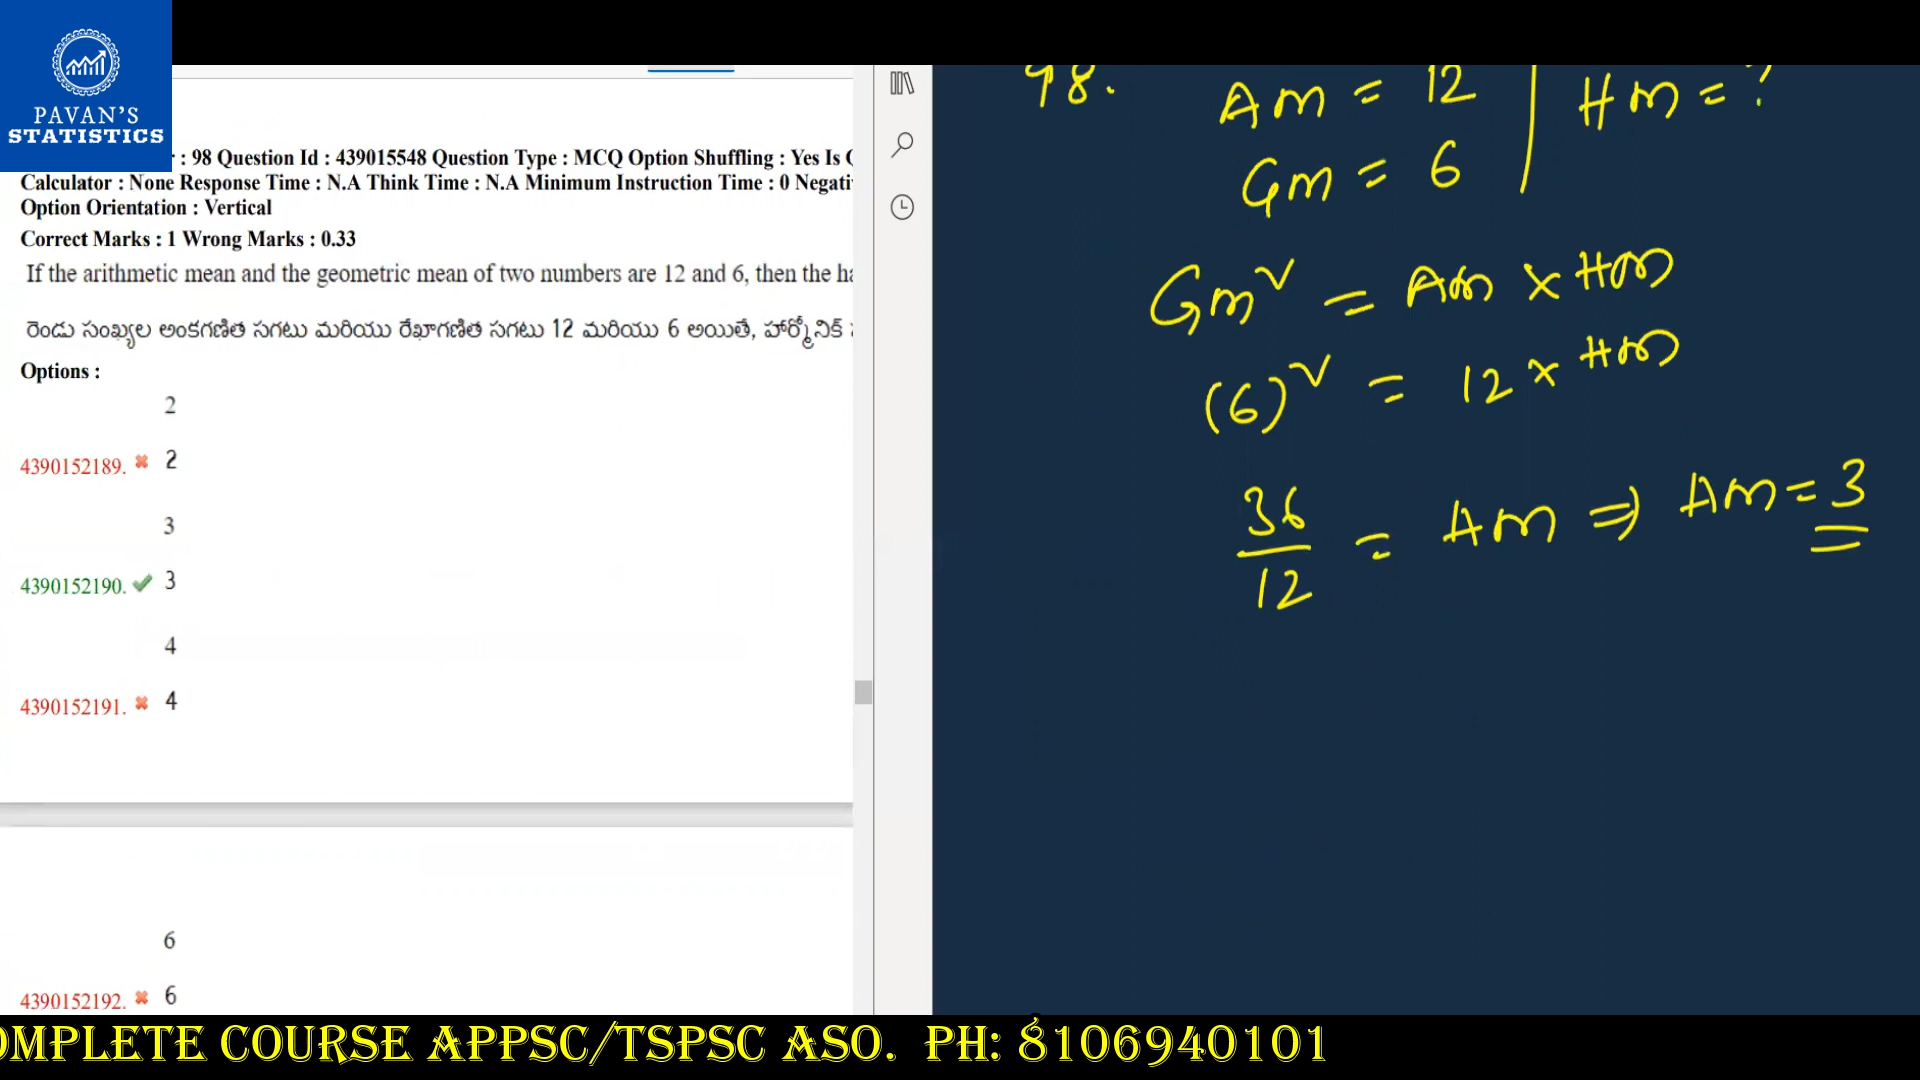 PAVAN'S
STATISTICS
: 98 Question Id : 439015548 Question Type : MCQ Option Shuffling : Yes Is
Calculator : None Response Time : N.A Think Time : N.A Minimum Instruction Time : 0 Negati
Option Orientation : Vertical
Correct Marks : 1 Wrong Marks : 0.33
If the arithmetic mean and the geometric mean of two numbers are 12 and 6, then the ha
రెండు సంఖ్యల అంకగణిత సగటు మరియు రేఖాగణిత సగటు 12 మరియు 6 అయితే, హార్మోనిక్
Options :
2
4390152189. ✖ 2
3
4390152190. ✔ 3
4
4390152191. ✖ 4
6
4390152192. ✖ 6
98. Am = 12 | Hm = ?
Gm = 6
Gm² = Am × Hm
(6)² = 12 × Hm
36/12 = Am ⇒ Am = 3
OMPLETE COURSE APPSC/TSPSC ASO. PH: 8106940101